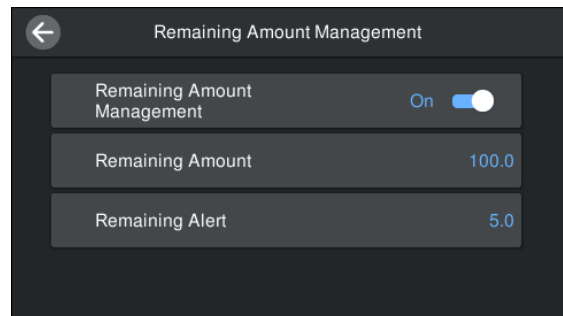 Remaining Amount Management
Remaining Amount
Management
On
Remaining Amount
100.0
Remaining Alert
5.0